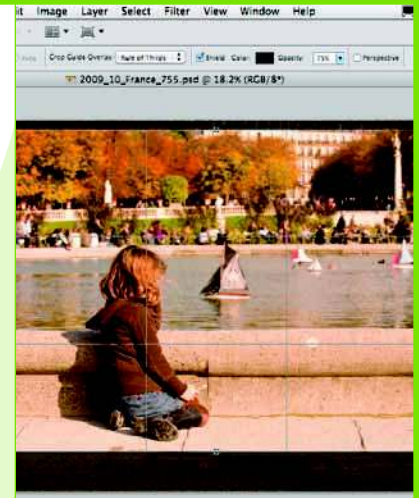 it Image Layer Select Filter View Window Help
Crop Guide Overlay: Rule of Thirds Shield Color: Opacity: 75% Perspective
2009_10_France_755.psd @ 18.2% (RGB/8*)